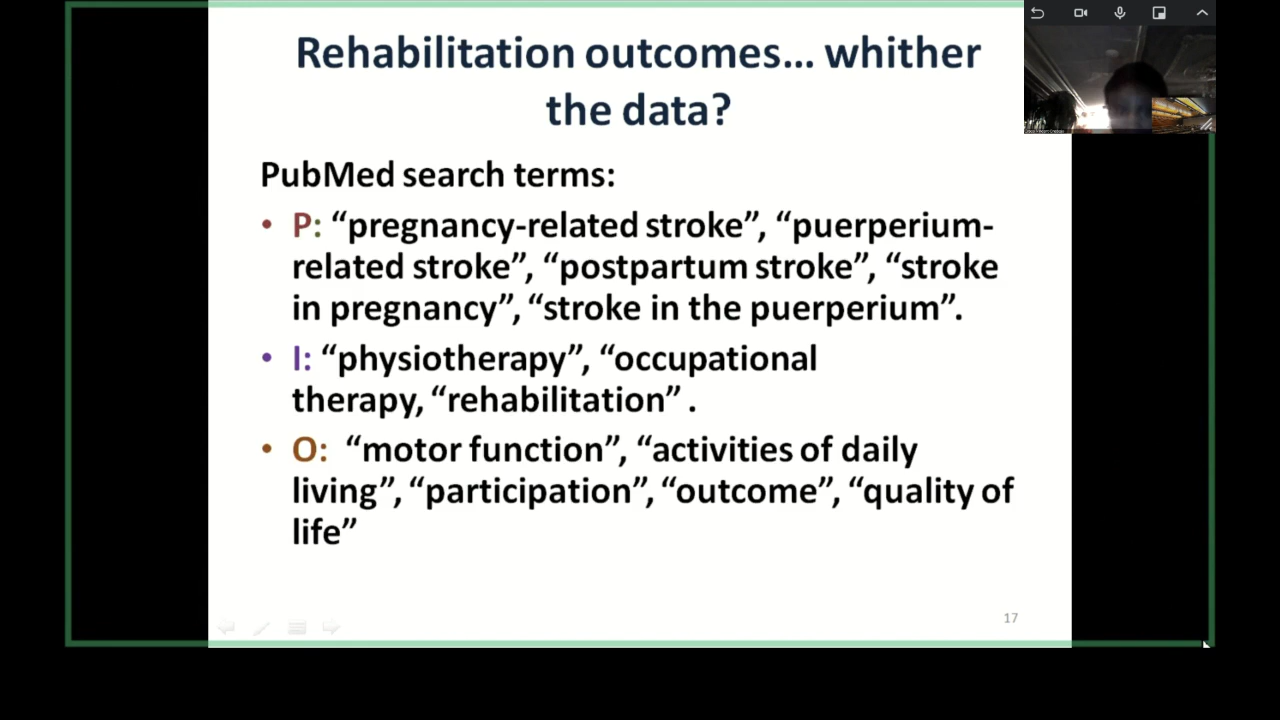 Rehabilitation outcomes... whither
the data?
PubMed search terms:
• P: “pregnancy-related stroke”, “puerperium-
related stroke”, “postpartum stroke”, “stroke
in pregnancy”, “stroke in the puerperium”.
• I: “physiotherapy”, “occupational
therapy, “rehabilitation” .
• O: “motor function”, “activities of daily
living”, “participation”, “outcome”, “quality of
life”
17